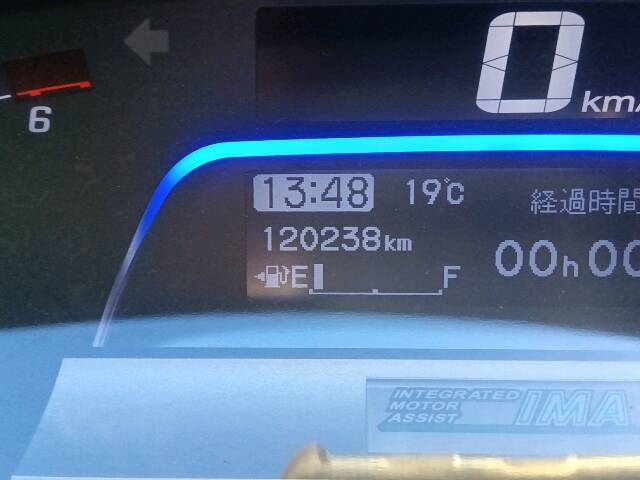 0 km/
6
13:48 19℃ 経過時間
120238km 00h00
E F
INTEGRATED
MOTOR
ASSIST IMA